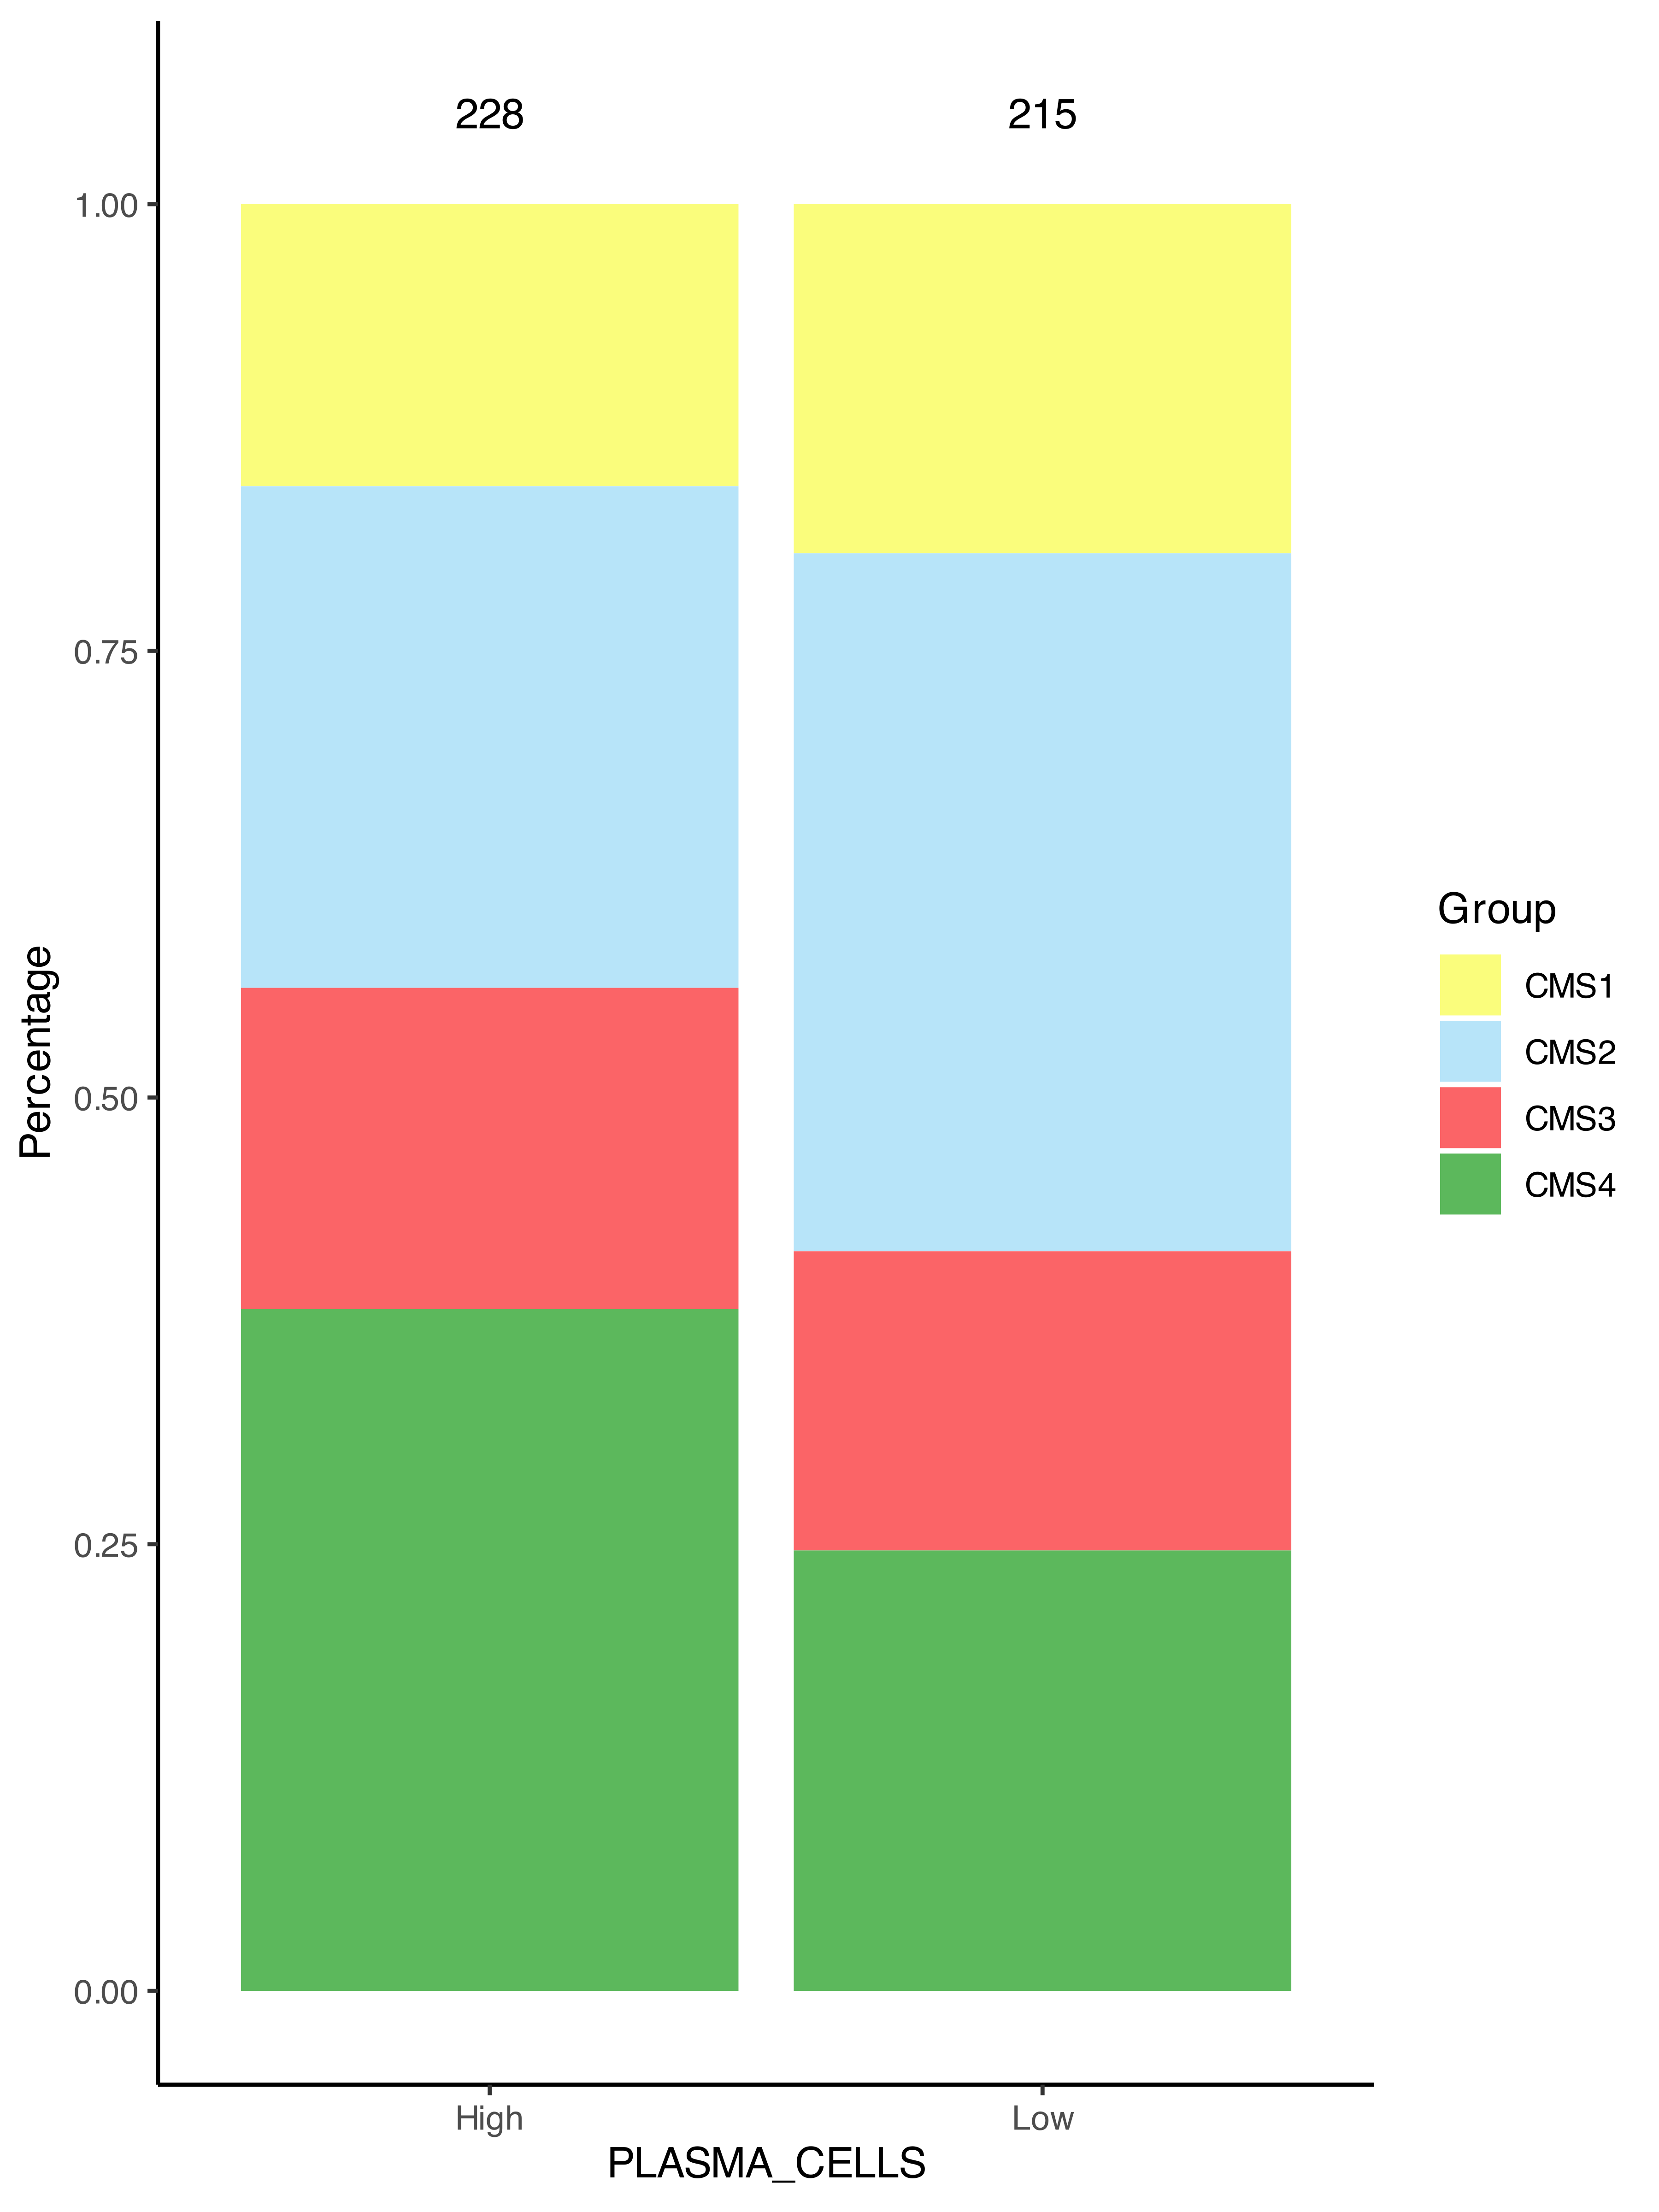 228
215
1.00
0.75
0.50
0.25
0.00
Percentage
High
Low
PLASMA_CELLS
Group
CMS1
CMS2
CMS3
CMS4